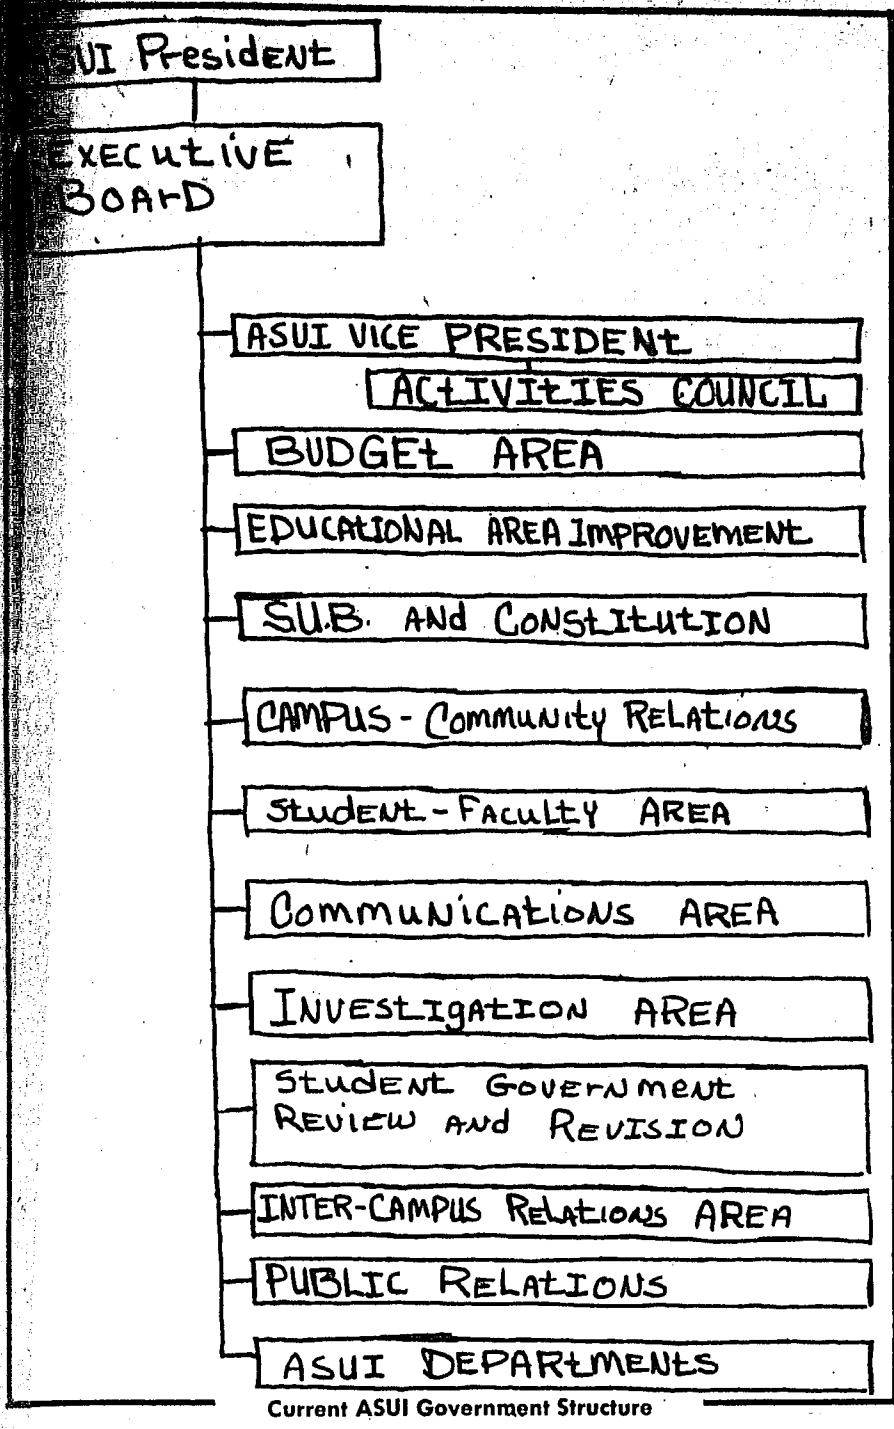 ASUI President
EXECUTIVE
BOARD
ASUI VICE PRESIDENT
ACTIVITIES COUNCIL
BUDGET AREA
EDUCATIONAL AREA IMPROVEMENT
S.U.B. AND CONSTITUTION
CAMPUS - COMMUNITY RELATIONS
STUDENT - FACULTY AREA
COMMUNICATIONS AREA
INVESTIGATION AREA
STUDENT GOVERNMENT
REVIEW AND REVISION
INTER-CAMPUS RELATIONS AREA
PUBLIC RELATIONS
ASUI DEPARTMENTS
Current ASUI Government Structure